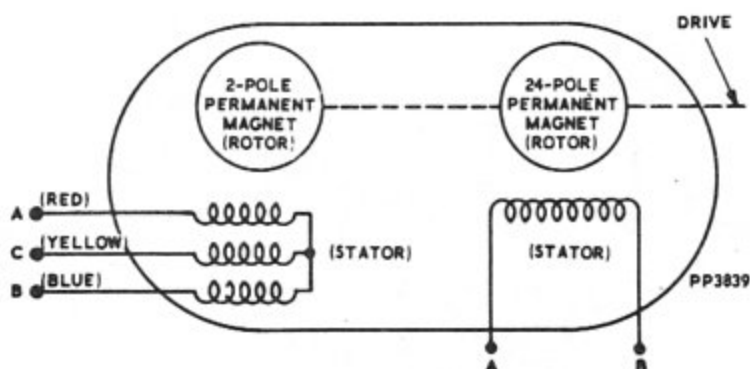 DRIVE
2-POLE
PERMANENT
MAGNET
(ROTOR)
24-POLE
PERMANENT
MAGNET
(ROTOR)
A (RED)
C (YELLOW)
B (BLUE)
(STATOR)
(STATOR)
PP3839
A B